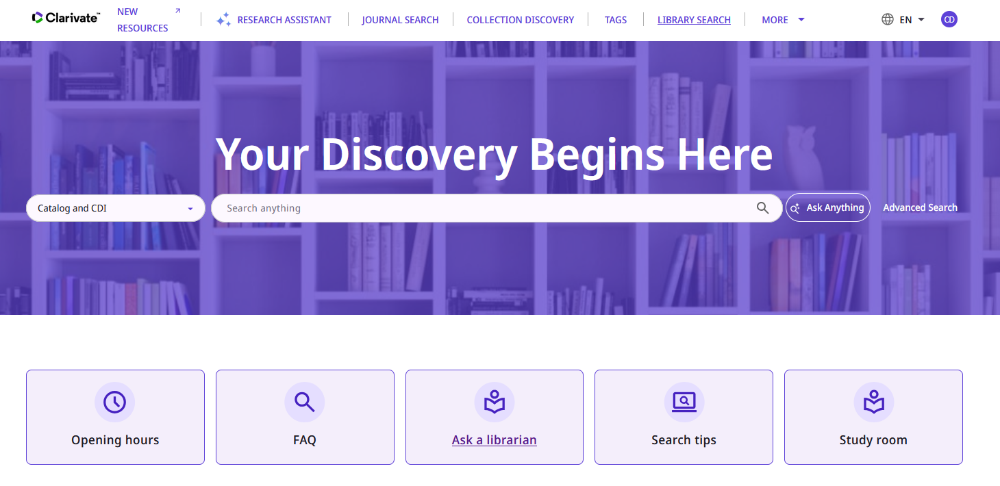 Clarivate™
NEW
RESOURCES
RESEARCH ASSISTANT
JOURNAL SEARCH
COLLECTION DISCOVERY
TAGS
LIBRARY SEARCH
MORE
EN
CD
Your Discovery Begins Here
Catalog and CDI
Search anything
Ask Anything
Advanced Search
Opening hours
FAQ
Ask a librarian
Search tips
Study room